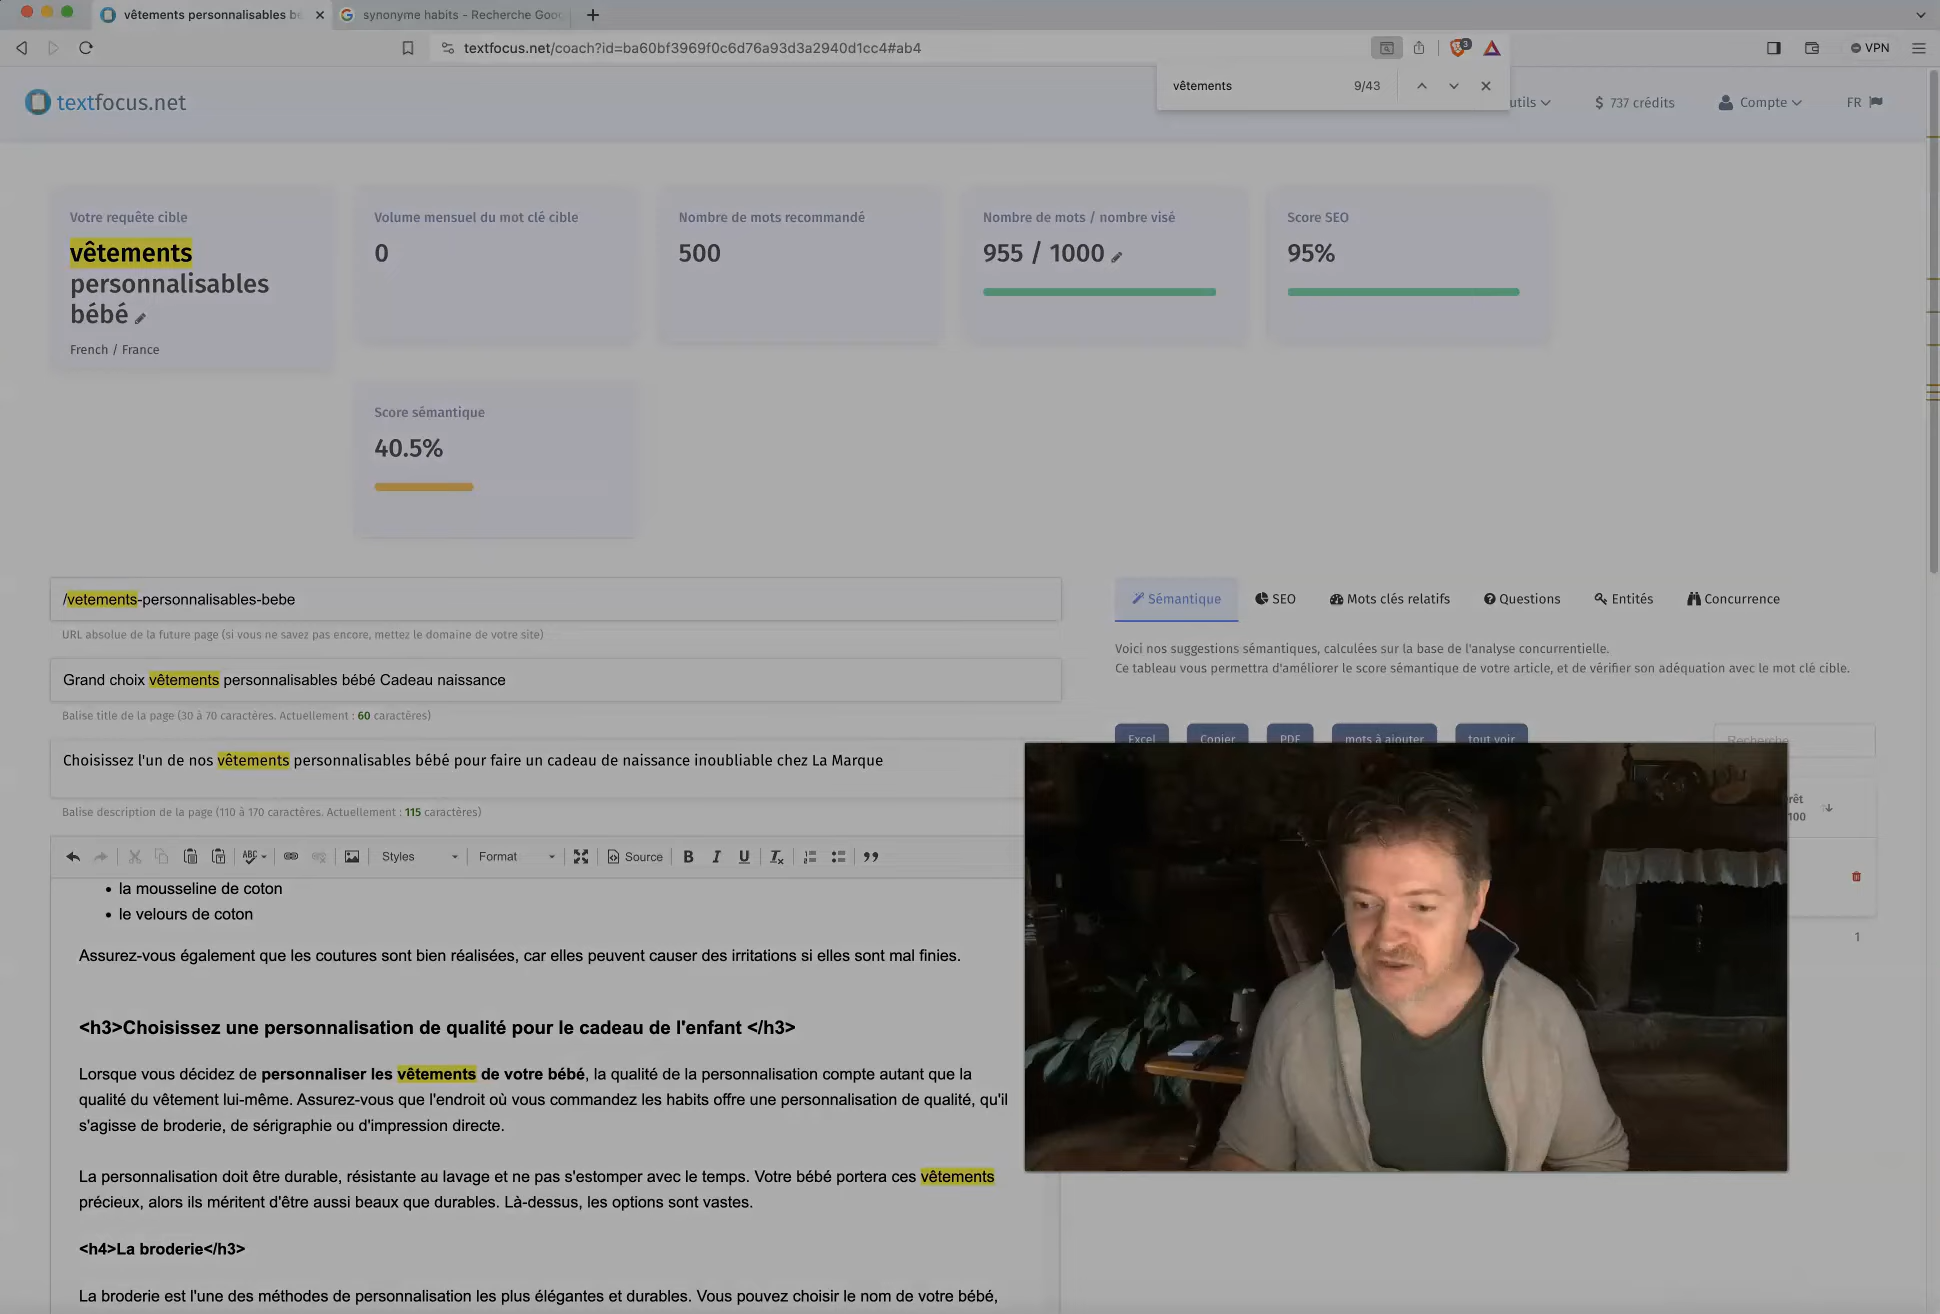 vêtements personnalisables bé
synonyme habits - Recherche Goo
textfocus.net/coach?id=ba60bf3969f0c6d76a93d3a2940d1cc4#ab4
3
VPN
vêtements
9/43
textfocus.net
utils
$ 737 crédits
Compte
FR
Votre requête cible
vêtements
personnalisables
bébé
French / France
Volume mensuel du mot clé cible
0
Nombre de mots recommandé
500
Nombre de mots / nombre visé
955 / 1000
Score SEO
95%
Score sémantique
40.5%
/vetements-personnalisables-bebe
URL absolue de la future page (si vous ne savez pas encore, mettez le domaine de votre site)
Grand choix vêtements personnalisables bébé Cadeau naissance
Balise title de la page (30 à 70 caractères. Actuellement : 60 caractères)
Choisissez l'un de nos vêtements personnalisables bébé pour faire un cadeau de naissance inoubliable chez La Marque
Balise description de la page (110 à 170 caractères. Actuellement : 115 caractères)
ABC
Styles
Format
Source
B I U Tx
• la mousseline de coton
• le velours de coton
Assurez-vous également que les coutures sont bien réalisées, car elles peuvent causer des irritations si elles sont mal finies.
<h3>Choisissez une personnalisation de qualité pour le cadeau de l'enfant </h3>
Lorsque vous décidez de personnaliser les vêtements de votre bébé, la qualité de la personnalisation compte autant que la
qualité du vêtement lui-même. Assurez-vous que l'endroit où vous commandez les habits offre une personnalisation de qualité, qu'il
s'agisse de broderie, de sérigraphie ou d'impression directe.
La personnalisation doit être durable, résistante au lavage et ne pas s'estomper avec le temps. Votre bébé portera ces vêtements
précieux, alors ils méritent d'être aussi beaux que durables. Là-dessus, les options sont vastes.
<h4>La broderie</h3>
La broderie est l'une des méthodes de personnalisation les plus élégantes et durables. Vous pouvez choisir le nom de votre bébé,
Sémantique
SEO
Mots clés relatifs
Questions
Entités
Concurrence
Voici nos suggestions sémantiques, calculées sur la base de l'analyse concurrentielle.
Ce tableau vous permettra d'améliorer le score sémantique de votre article, et de vérifier son adéquation avec le mot clé cible.
Excel
Copier
PDF
mots à ajouter
tout voir
Recherche
rêt
100
1